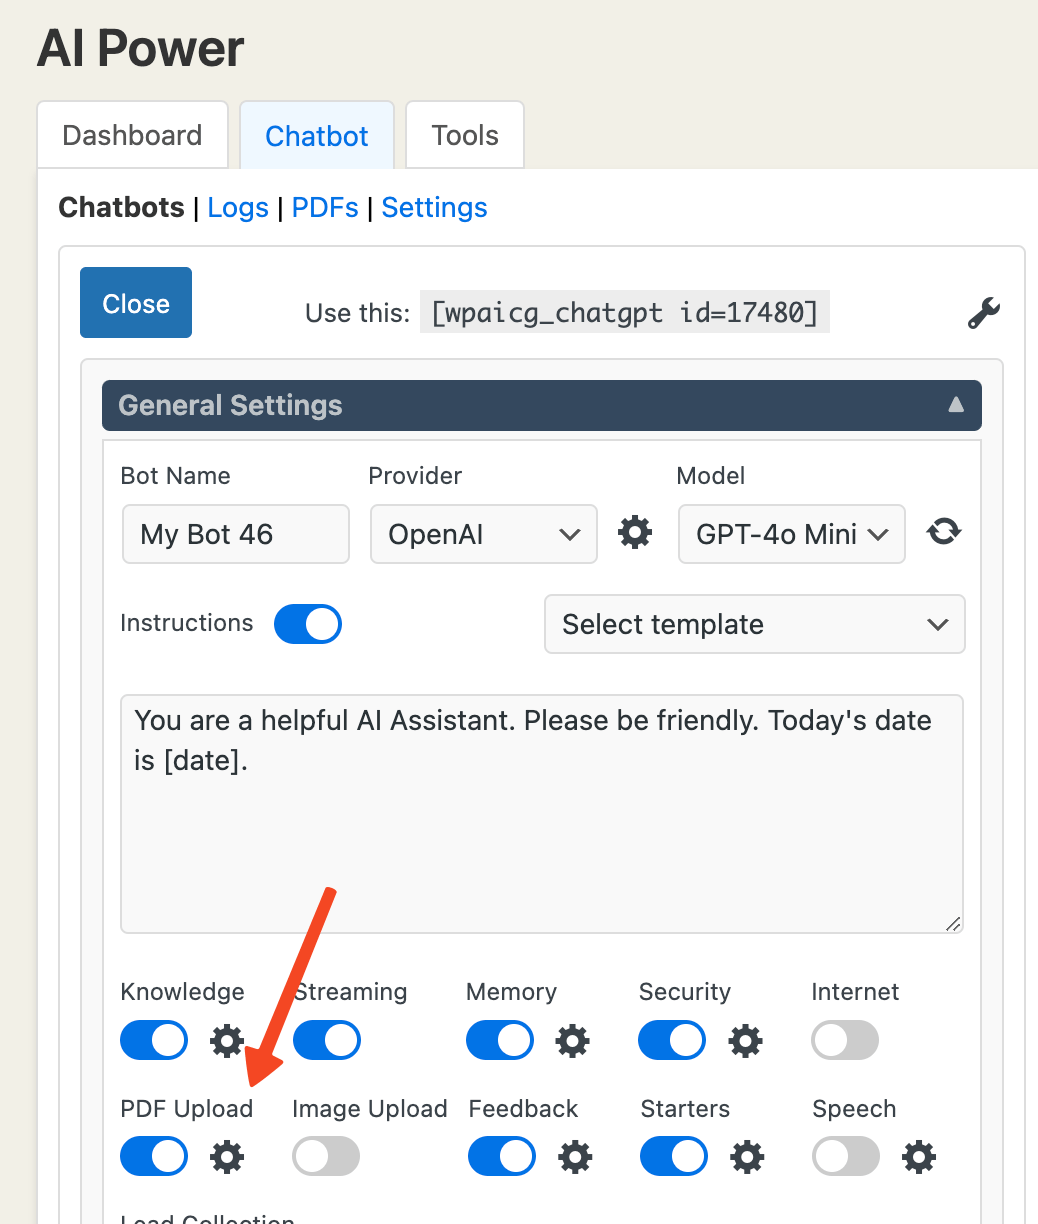 AI Power
Dashboard Chatbot Tools
Chatbots | Logs | PDFs | Settings
Close Use this: [wpaicg_chatgpt id=17480]
General Settings
Bot Name Provider Model
My Bot 46 OpenAI GPT-4o Mini
Instructions Select template
You are a helpful AI Assistant. Please be friendly. Today's date
is [date].
Knowledge Streaming Memory Security Internet
PDF Upload Image Upload Feedback Starters Speech
Lead Collection